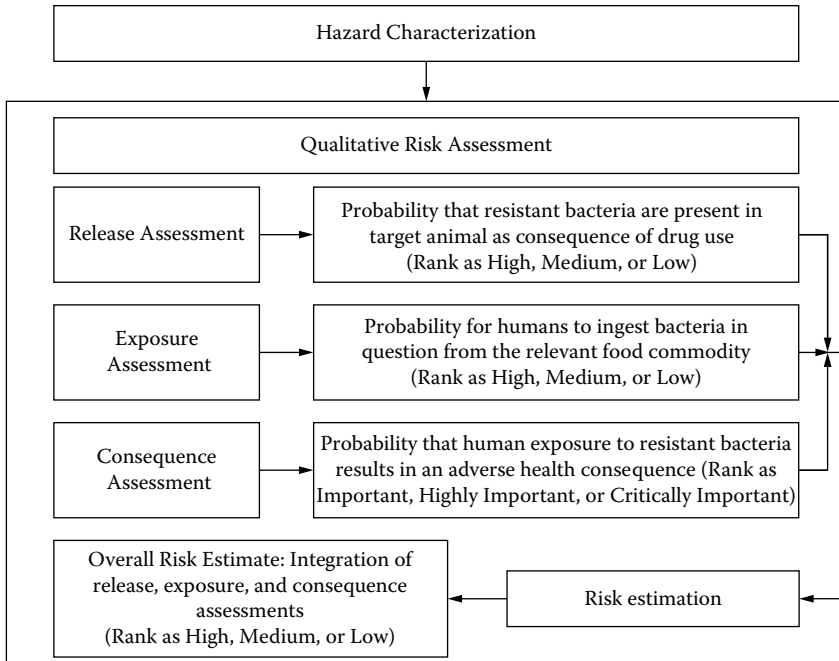 Hazard Characterization
Qualitative Risk Assessment
Release Assessment
Probability that resistant bacteria are present in
target animal as consequence of drug use
(Rank as High, Medium, or Low)
Exposure
Assessment
Probability for humans to ingest bacteria in
question from the relevant food commodity
(Rank as High, Medium, or Low)
Consequence
Assessment
Probability that human exposure to resistant bacteria
results in an adverse health consequence (Rank as
Important, Highly Important, or Critically Important)
Overall Risk Estimate: Integration of
release, exposure, and consequence
assessments
(Rank as High, Medium, or Low)
Risk estimation